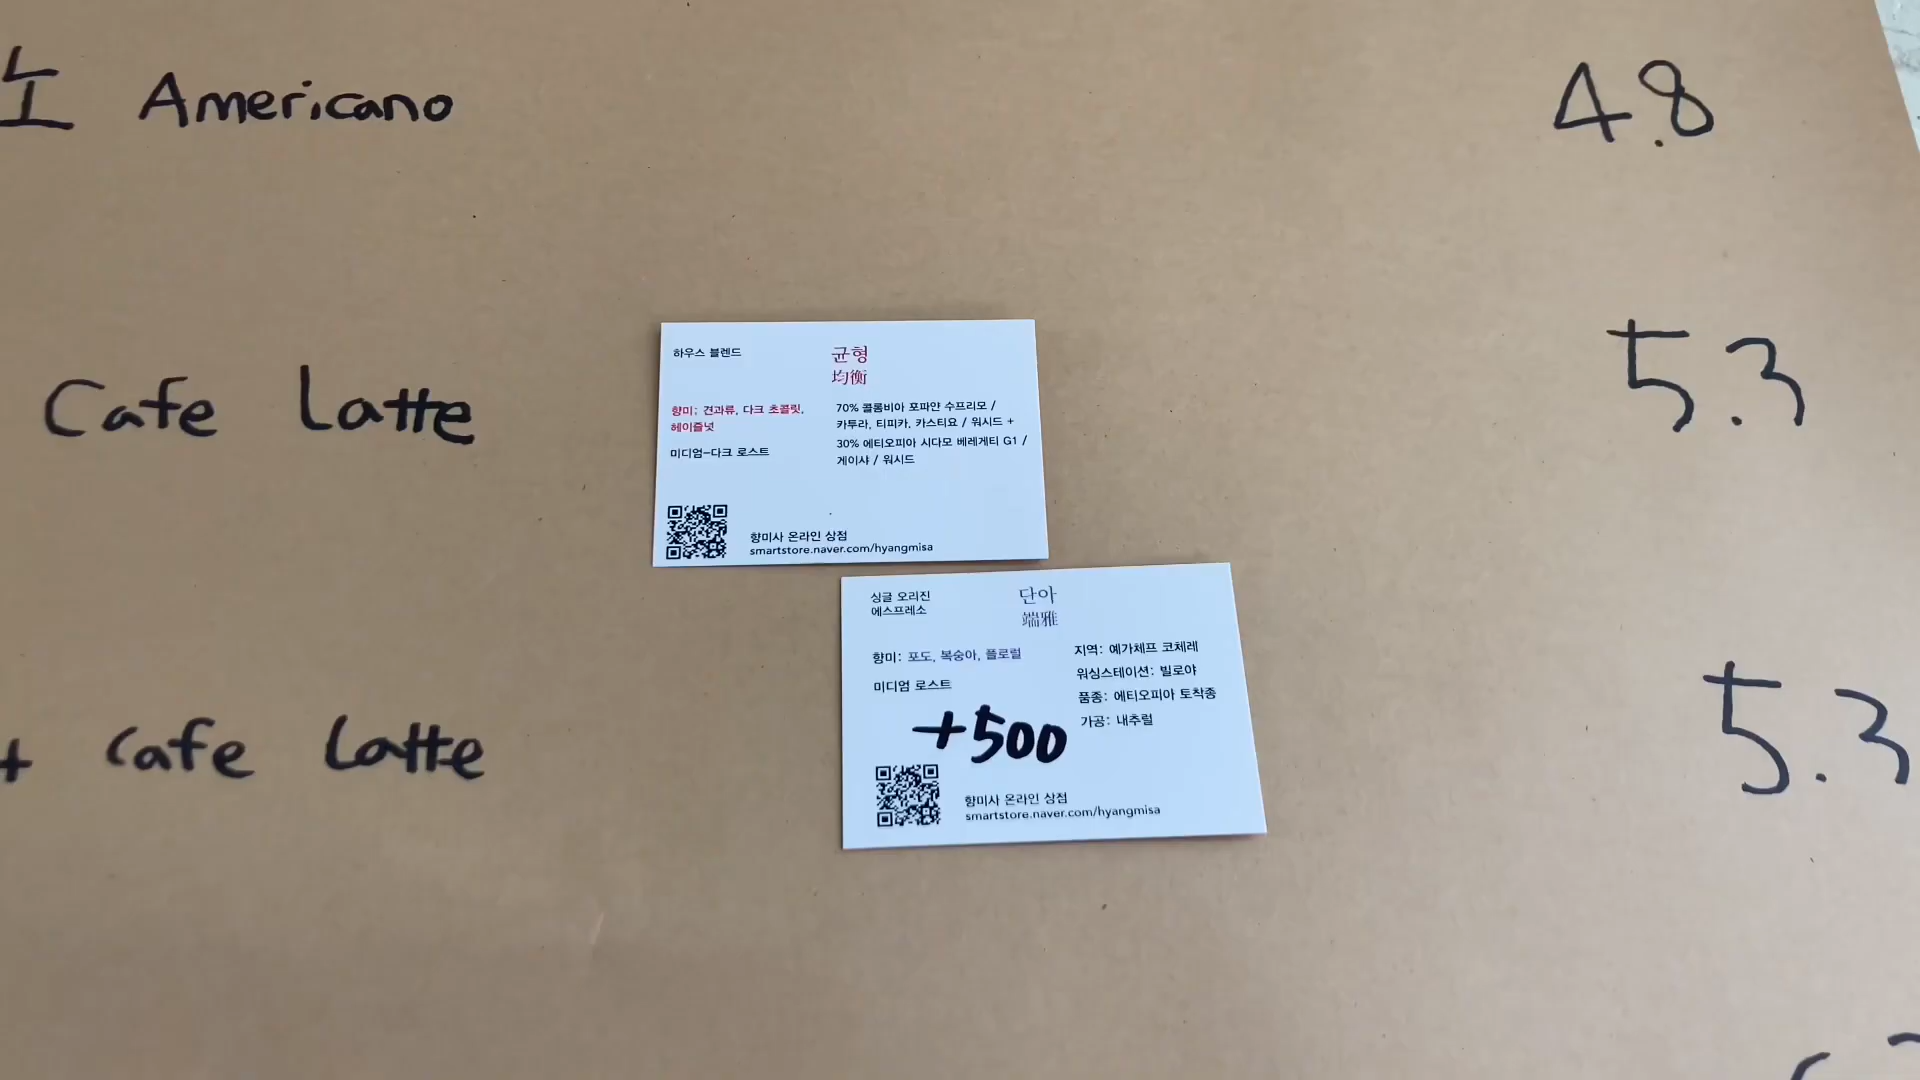 Americano 4.8
Cafe Latte 5.3
하우스 블렌드
균형
均衡
향미: 견과류, 다크 초콜릿,
헤이즐넛
미디엄-다크 로스트
70% 콜롬비아 포파얀 수프리모 /
카투라, 티피카, 카스티요 / 워시드 +
30% 에티오피아 시다모 베레게티 G1 /
게이샤 / 워시드
향미사 온라인 상점
smartstore.naver.com/hyangmisa
+ Cafe Latte 5.3
싱글 오리진
에스프레소
단아
端雅
향미: 포도, 복숭아, 플로럴
미디엄 로스트
지역: 예가체프 코체레
워싱스테이션: 빌로야
품종: 에티오피아 토착종
가공: 내추럴
+500
향미사 온라인 상점
smartstore.naver.com/hyangmisa